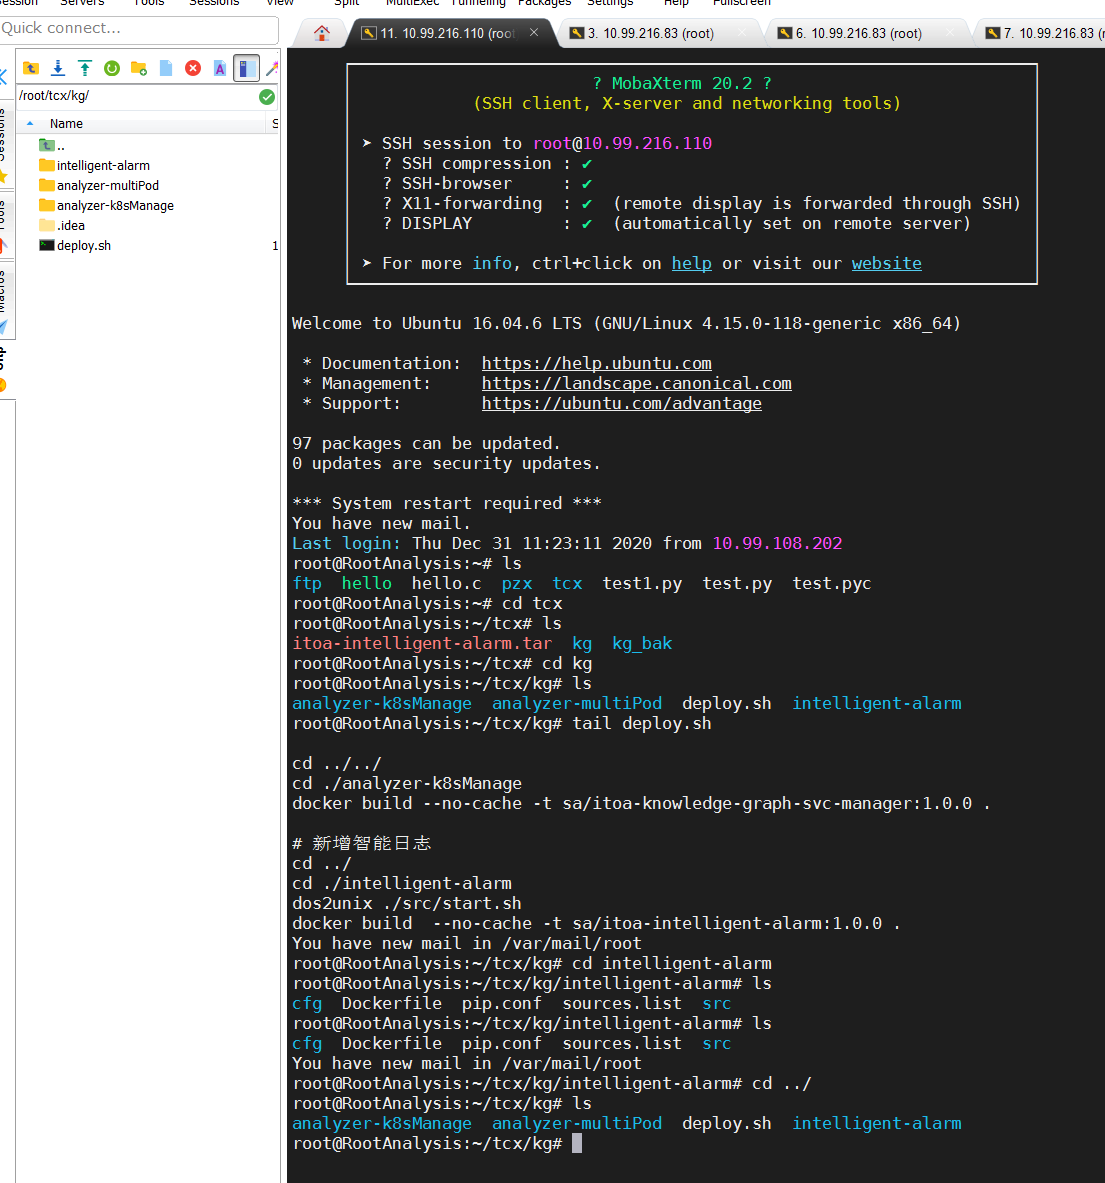 Session Servers Tools Sessions View Split MultiExec Tunneling Packages Settings Help Fullscreen
Quick connect...
11. 10.99.216.110 (root
3. 10.99.216.83 (root)
6. 10.99.216.83 (root)
7. 10.99.216.83 (r
/root/tcx/kg/
Name
S
..
intelligent-alarm
analyzer-multiPod
analyzer-k8sManage
.idea
deploy.sh
1
Sessions
Tools
Macros
? MobaXterm 20.2 ?
(SSH client, X-server and networking tools)
➤ SSH session to root@10.99.216.110
? SSH compression : ✔
? SSH-browser : ✔
? X11-forwarding : ✔ (remote display is forwarded through SSH)
? DISPLAY : ✔ (automatically set on remote server)
➤ For more info, ctrl+click on help or visit our website
Welcome to Ubuntu 16.04.6 LTS (GNU/Linux 4.15.0-118-generic x86_64)
* Documentation: https://help.ubuntu.com
* Management: https://landscape.canonical.com
* Support: https://ubuntu.com/advantage
97 packages can be updated.
0 updates are security updates.
*** System restart required ***
You have new mail.
Last login: Thu Dec 31 11:23:11 2020 from 10.99.108.202
root@RootAnalysis:~# ls
ftp hello hello.c pzx tcx test1.py test.py test.pyc
root@RootAnalysis:~# cd tcx
root@RootAnalysis:~/tcx# ls
itoa-intelligent-alarm.tar kg kg_bak
root@RootAnalysis:~/tcx# cd kg
root@RootAnalysis:~/tcx/kg# ls
analyzer-k8sManage analyzer-multiPod deploy.sh intelligent-alarm
root@RootAnalysis:~/tcx/kg# tail deploy.sh
cd ../../
cd ./analyzer-k8sManage
docker build --no-cache -t sa/itoa-knowledge-graph-svc-manager:1.0.0 .
# 新增智能日志
cd ../
cd ./intelligent-alarm
dos2unix ./src/start.sh
docker build --no-cache -t sa/itoa-intelligent-alarm:1.0.0 .
You have new mail in /var/mail/root
root@RootAnalysis:~/tcx/kg# cd intelligent-alarm
root@RootAnalysis:~/tcx/kg/intelligent-alarm# ls
cfg Dockerfile pip.conf sources.list src
root@RootAnalysis:~/tcx/kg/intelligent-alarm# ls
cfg Dockerfile pip.conf sources.list src
You have new mail in /var/mail/root
root@RootAnalysis:~/tcx/kg/intelligent-alarm# cd ../
root@RootAnalysis:~/tcx/kg# ls
analyzer-k8sManage analyzer-multiPod deploy.sh intelligent-alarm
root@RootAnalysis:~/tcx/kg#